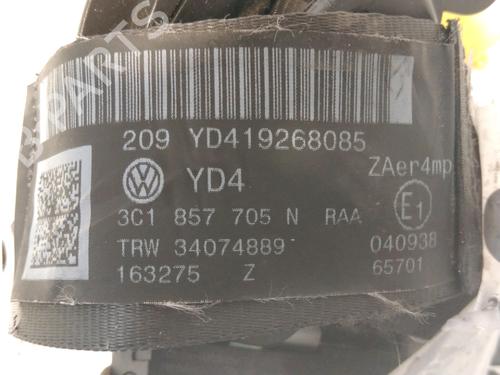 209 YD419268085
YD4
ZAer4mp
3C1 857 705 N RAA
E1
TRW 34074889
040938
163275 Z
65701